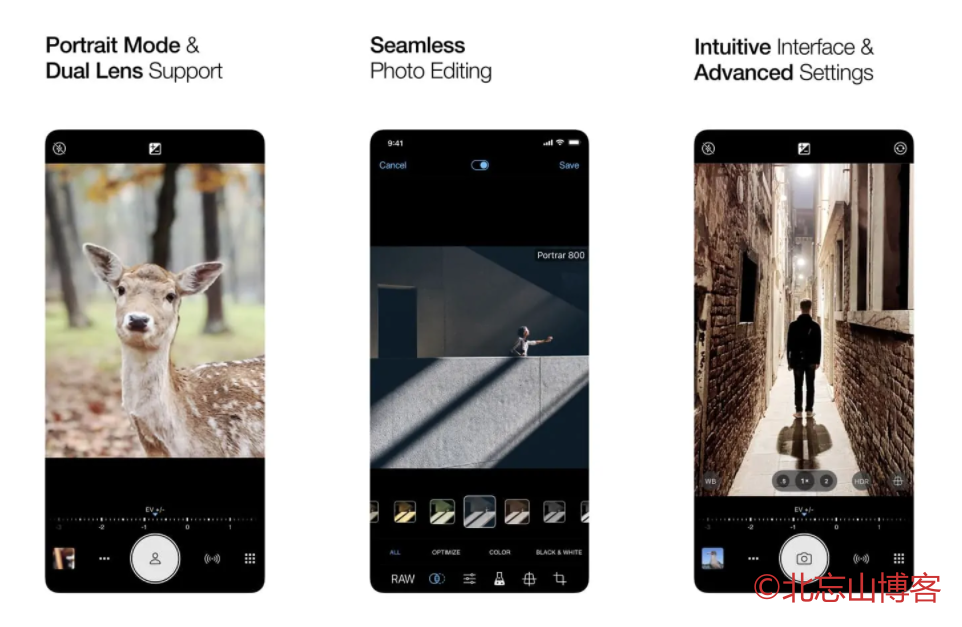 Portrait Mode &
Dual Lens Support
Seamless
Photo Editing
Intuitive Interface &
Advanced Settings
9:41
Cancel
Save
Portrar 800
EV +/-
-3 -2 -1 0 1
ALL OPTIMIZE COLOR BLACK & WHITE
RAW
WB .5 1× 2 HDR
EV +/-
-3 -2 -1 0 1
©北忘山博客